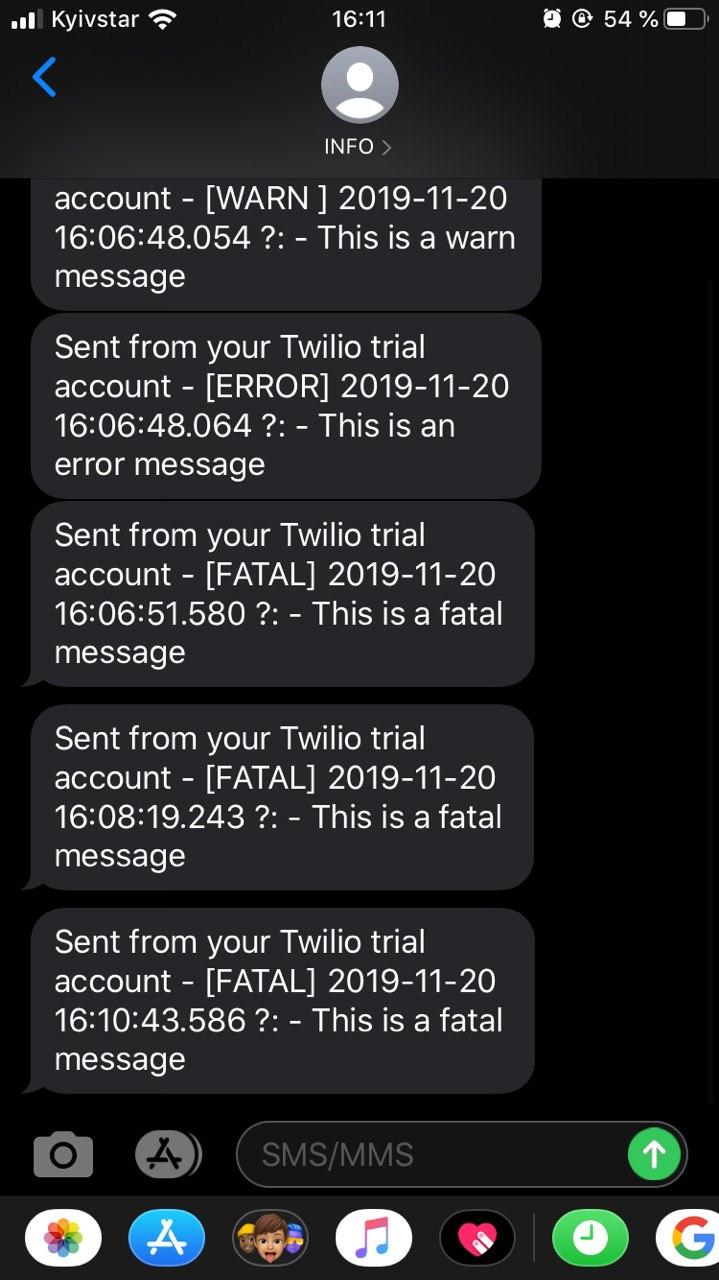 Kyivstar 16:11 54 %
INFO
account - [WARN ] 2019-11-20
16:06:48.054 ?: - This is a warn
message
Sent from your Twilio trial
account - [ERROR] 2019-11-20
16:06:48.064 ?: - This is an
error message
Sent from your Twilio trial
account - [FATAL] 2019-11-20
16:06:51.580 ?: - This is a fatal
message
Sent from your Twilio trial
account - [FATAL] 2019-11-20
16:08:19.243 ?: - This is a fatal
message
Sent from your Twilio trial
account - [FATAL] 2019-11-20
16:10:43.586 ?: - This is a fatal
message
SMS/MMS
G